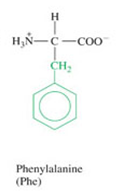 H
H₃N⁺—C—COO⁻
CH₂
Phenylalanine
(Phe)